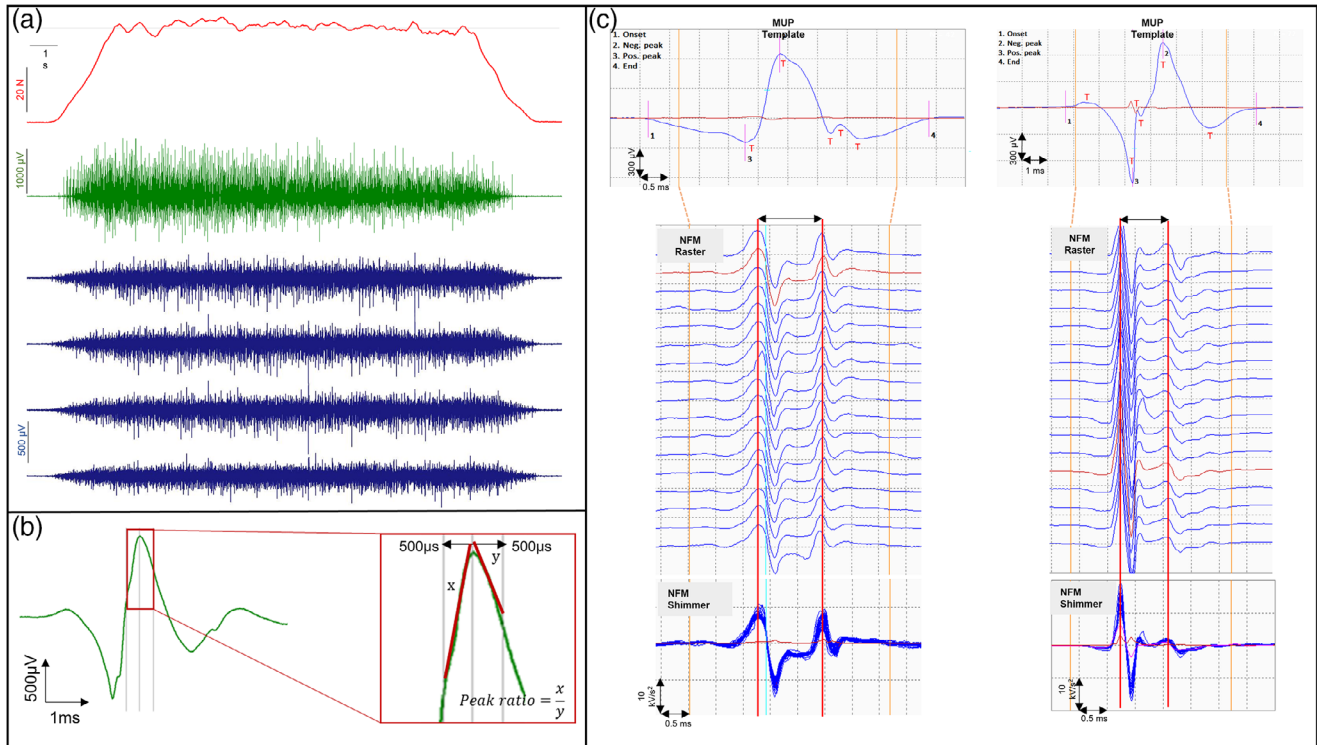 (a)
1
s
20 N
1000 µV
500 µV
(b)
500µV
1ms
500µs
500µs
x
y
Peak ratio = x/y
(c)
MUP
Template
1. Onset
2. Neg. peak
3. Pos. peak
4. End
T
1
T
3
T
T
T
4
300 µV
0.5 ms
NFM
Raster
NFM
Shimmer
10
kV/s²
0.5 ms
MUP
Template
1. Onset
2. Neg. peak
3. Pos. peak
4. End
2
T
T
T
T
1
T
T
4
3
300 µV
1 ms
NFM
Raster
NFM
Shimmer
10
kV/s²
0.5 ms